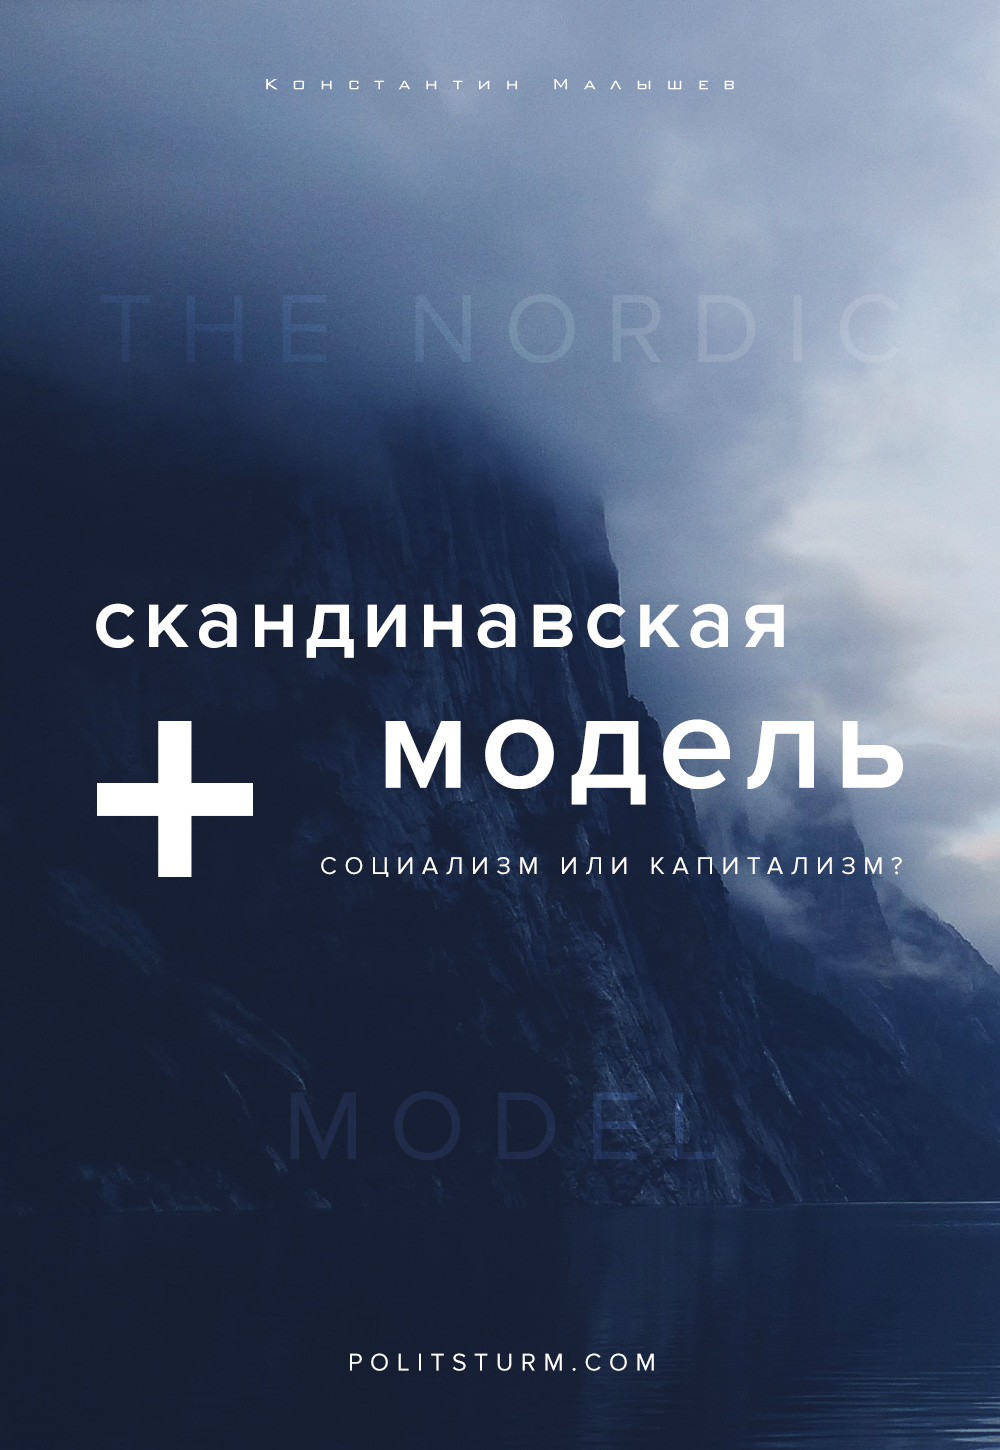 Константин Малышев
THE NORDIC
скандинавская
модель
+
СОЦИАЛИЗМ ИЛИ КАПИТАЛИЗМ?
MODEL
POLITSTURM.COM